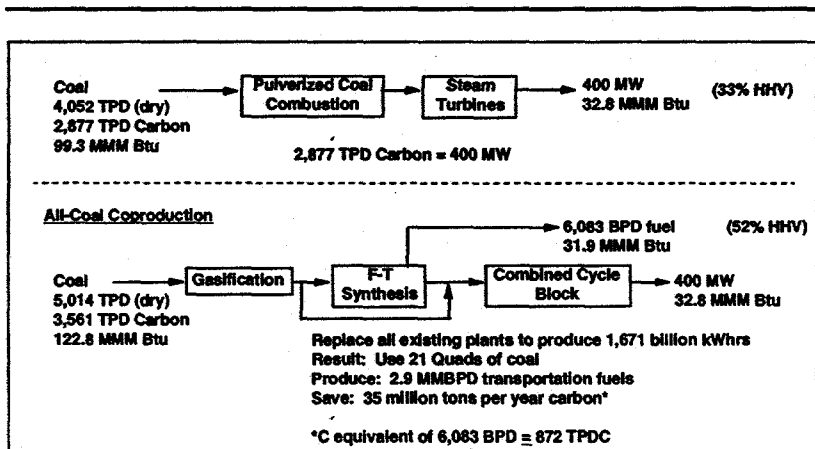 Coal
4,052 TPD (dry)
2,877 TPD Carbon
99.3 MMM Btu
Pulverized Coal
Combustion
Steam
Turbines
400 MW
32.8 MMM Btu
(33% HHV)
2,877 TPD Carbon = 400 MW
All-Coal Coproduction
6,083 BPD fuel
31.9 MMM Btu
(52% HHV)
Coal
5,014 TPD (dry)
3,561 TPD Carbon
122.8 MMM Btu
Gasification
F-T
Synthesis
Combined Cycle
Block
400 MW
32.8 MMM Btu
Replace all existing plants to produce 1,671 billion kWhrs
Result: Use 21 Quads of coal
Produce: 2.9 MMBPD transportation fuels
Save: 35 million tons per year carbon*
*C equivalent of 6,083 BPD ≅ 872 TPDC